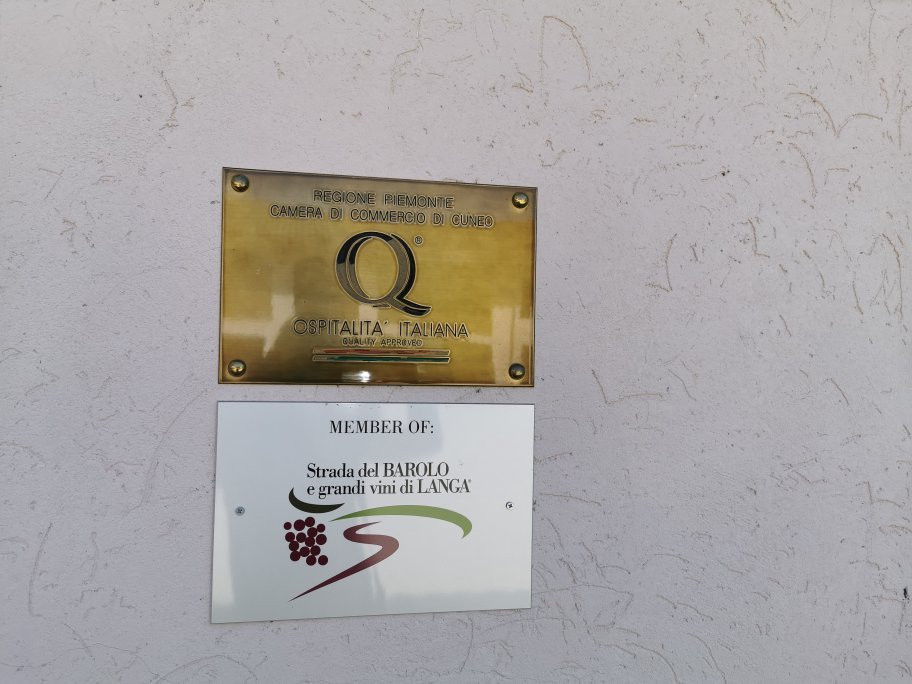 REGIONE PIEMONTE
CAMERA DI COMMERCIO DI CUNEO
Q®
OSPITALITA' ITALIANA
QUALITY APPROVED
MEMBER OF:
Strada del BAROLO
e grandi vini di LANGA®